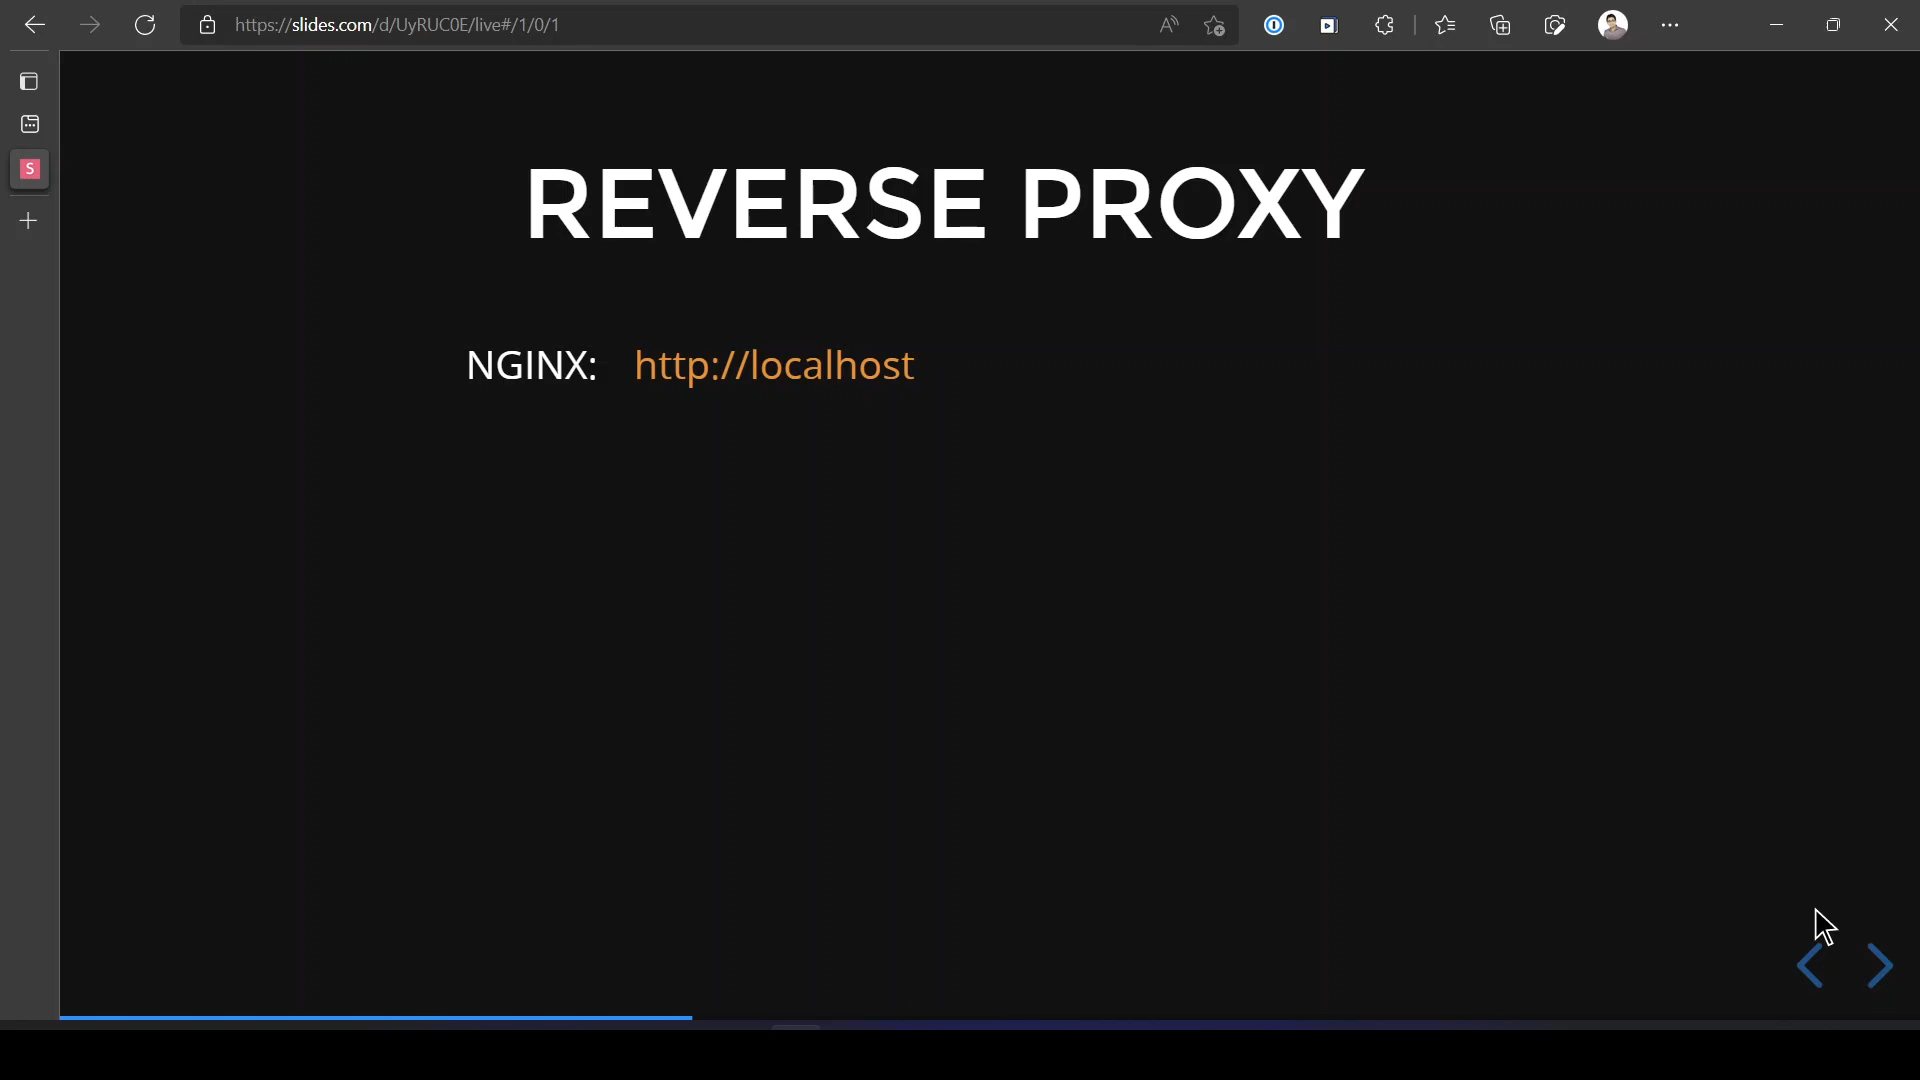 https://slides.com/d/UyRUC0E/live#/1/0/1
S
REVERSE PROXY
NGINX: http://localhost